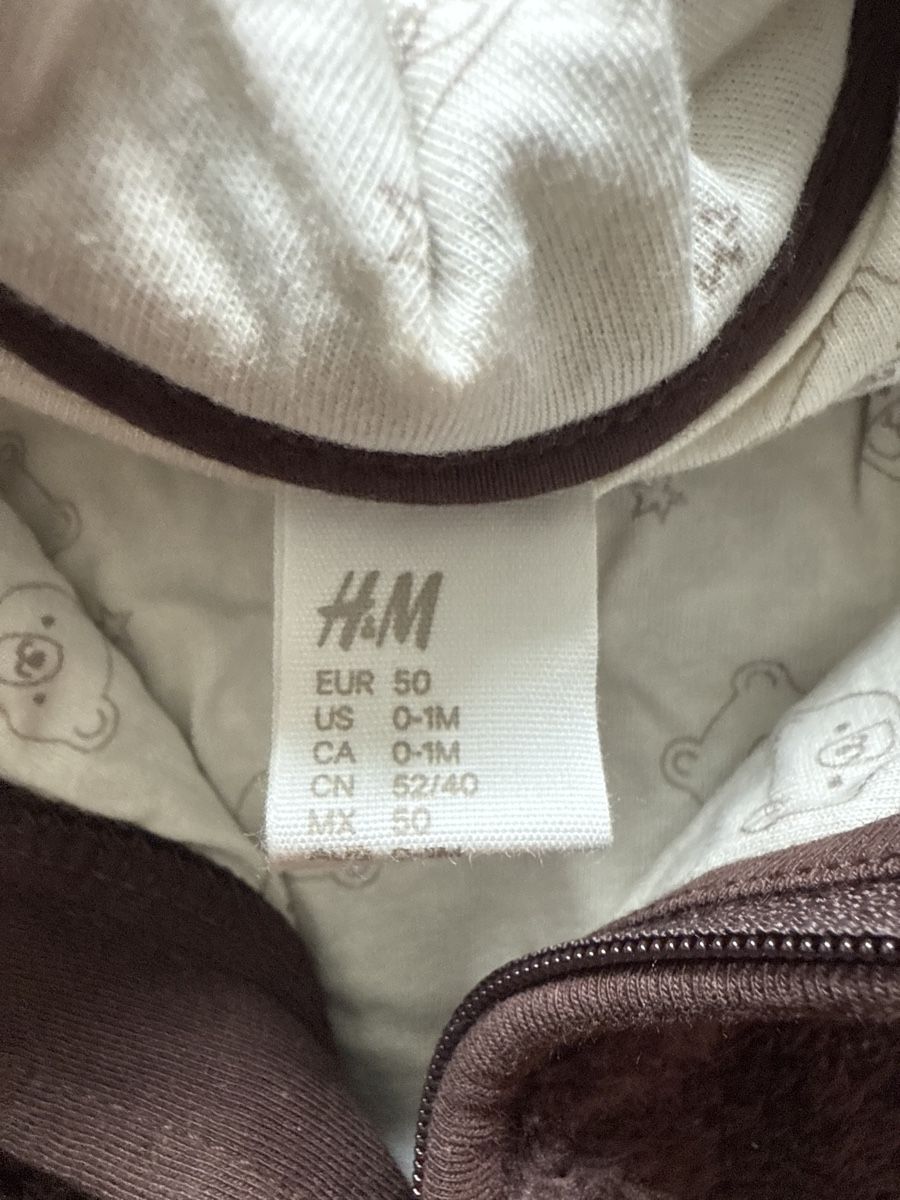 H&M
EUR 50
US 0-1M
CA 0-1M
CN 52/40
MX 50